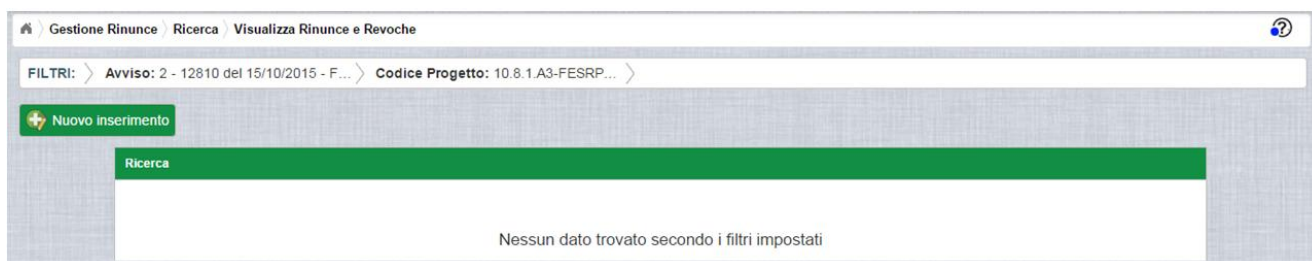 Gestione Rinunce Ricerca Visualizza Rinunce e Revoche ?
FILTRI: Avviso: 2 - 12810 del 15/10/2015 - F... Codice Progetto: 10.8.1.A3-FESRP...
Nuovo inserimento
Ricerca
Nessun dato trovato secondo i filtri impostati